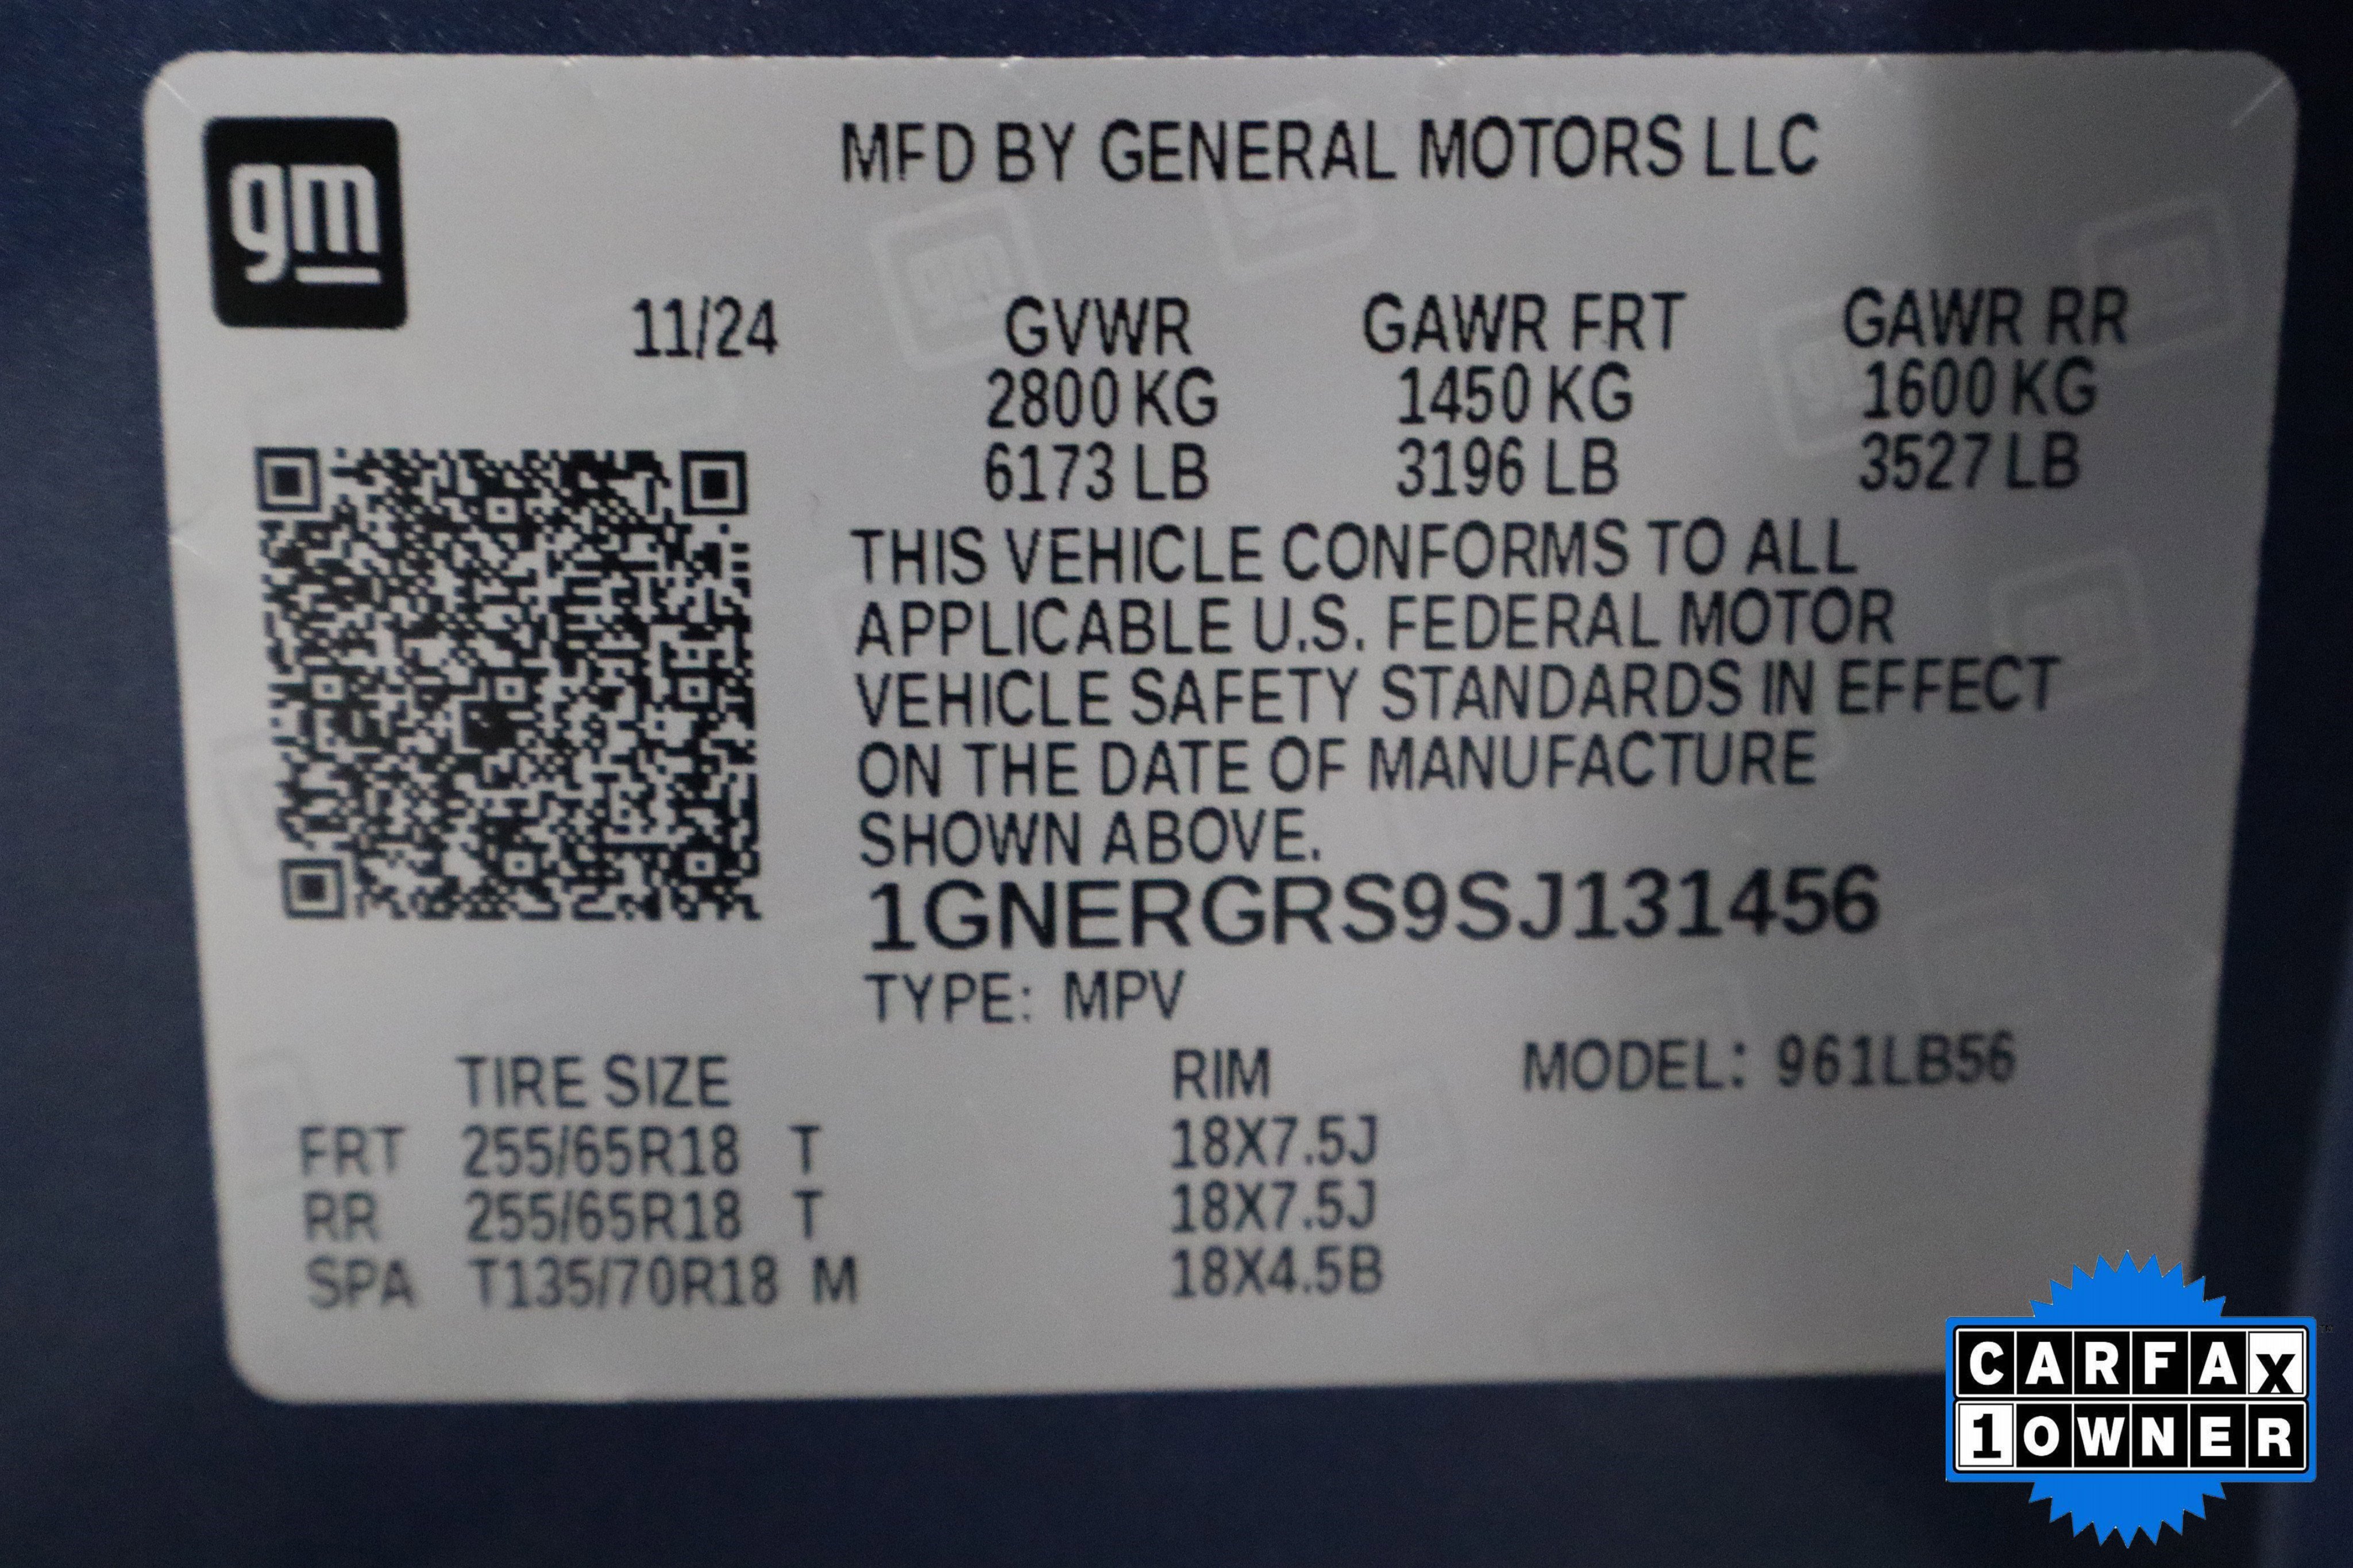 gm
MFD BY GENERAL MOTORS LLC
11/24 GVWR GAWR FRT GAWR RR
2800 KG 1450 KG 1600 KG
6173 LB 3196 LB 3527 LB
THIS VEHICLE CONFORMS TO ALL
APPLICABLE U.S. FEDERAL MOTOR
VEHICLE SAFETY STANDARDS IN EFFECT
ON THE DATE OF MANUFACTURE
SHOWN ABOVE.
1GNERGRS9SJ131456
TYPE: MPV
TIRE SIZE RIM MODEL: 961LB56
FRT 255/65R18 T 18X7.5J
RR 255/65R18 T 18X7.5J
SPA T135/70R18 M 18X4.5B
CARFAX
1OWNER